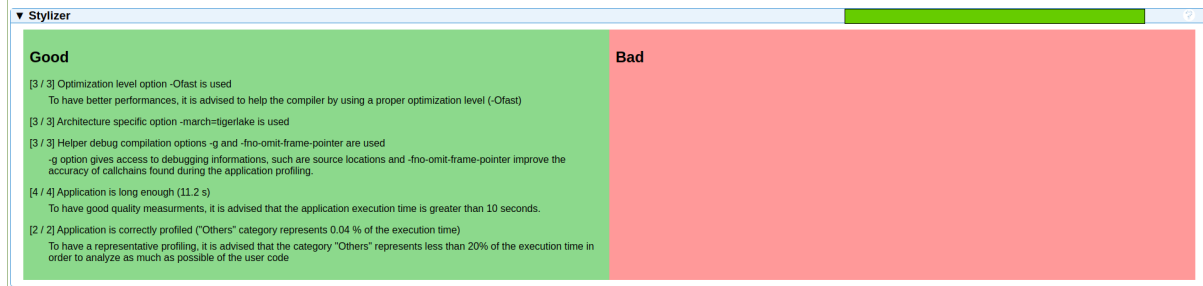 ▼ Stylizer
?
Good
Bad
[3 / 3] Optimization level option -Ofast is used
To have better performances, it is advised to help the compiler by using a proper optimization level (-Ofast)
[3 / 3] Architecture specific option -march=tigerlake is used
[3 / 3] Helper debug compilation options -g and -fno-omit-frame-pointer are used
-g option gives access to debugging informations, such are source locations and -fno-omit-frame-pointer improve the
accuracy of callchains found during the application profiling.
[4 / 4] Application is long enough (11.2 s)
To have good quality measurments, it is advised that the application execution time is greater than 10 seconds.
[2 / 2] Application is correctly profiled ("Others" category represents 0.04 % of the execution time)
To have a representative profiling, it is advised that the category "Others" represents less than 20% of the execution time in
order to analyze as much as possible of the user code